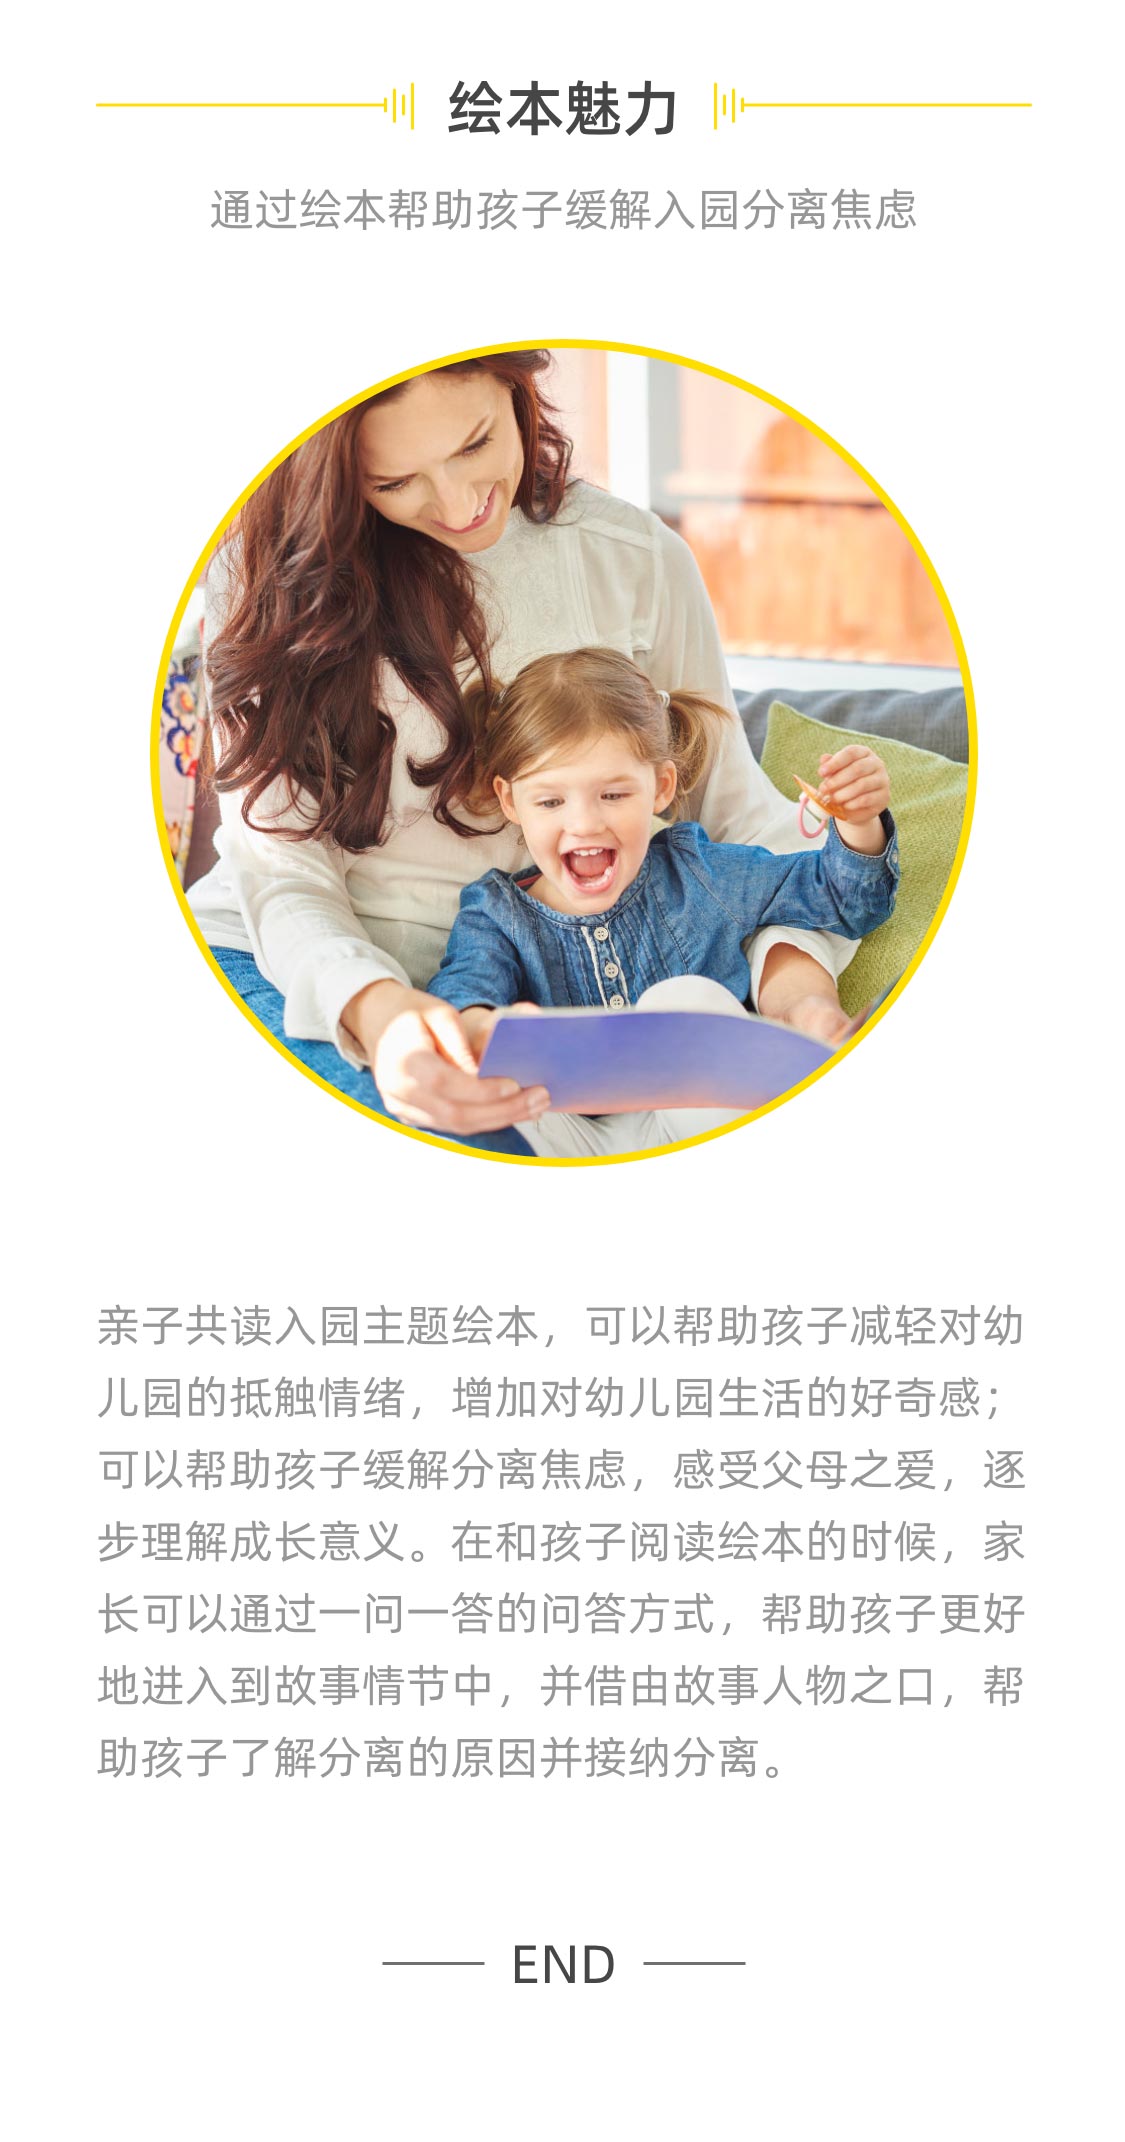 绘本魅力
通过绘本帮助孩子缓解入园分离焦虑
亲子共读入园主题绘本，可以帮助孩子减轻对幼
儿园的抵触情绪，增加对幼儿园生活的好奇感；
可以帮助孩子缓解分离焦虑，感受父母之爱，逐
步理解成长意义。在和孩子阅读绘本的时候，家
长可以通过一问一答的问答方式，帮助孩子更好
地进入到故事情节中，并借由故事人物之口，帮
助孩子了解分离的原因并接纳分离。
END